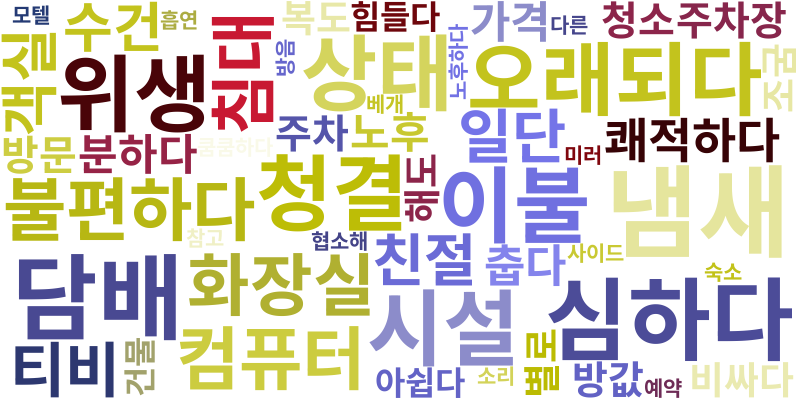 모텔
수건
흡연
침대
복도
힘들다
가격
다른
청소
주차장
객실
위생
방음
상태
베개
노후하다
오래되다
조금
방문
분하다
쿵쿵하다
주차
노후
일단
미러
쾌적하다
불편하다
청결
해도
이불
냄새
참고
협소해
친절
춥다
사이드
숙소
담배
화장실
시설
심하다
티비
건물
컴퓨터
아쉽다
소리
별로
방값
예약
비싸다